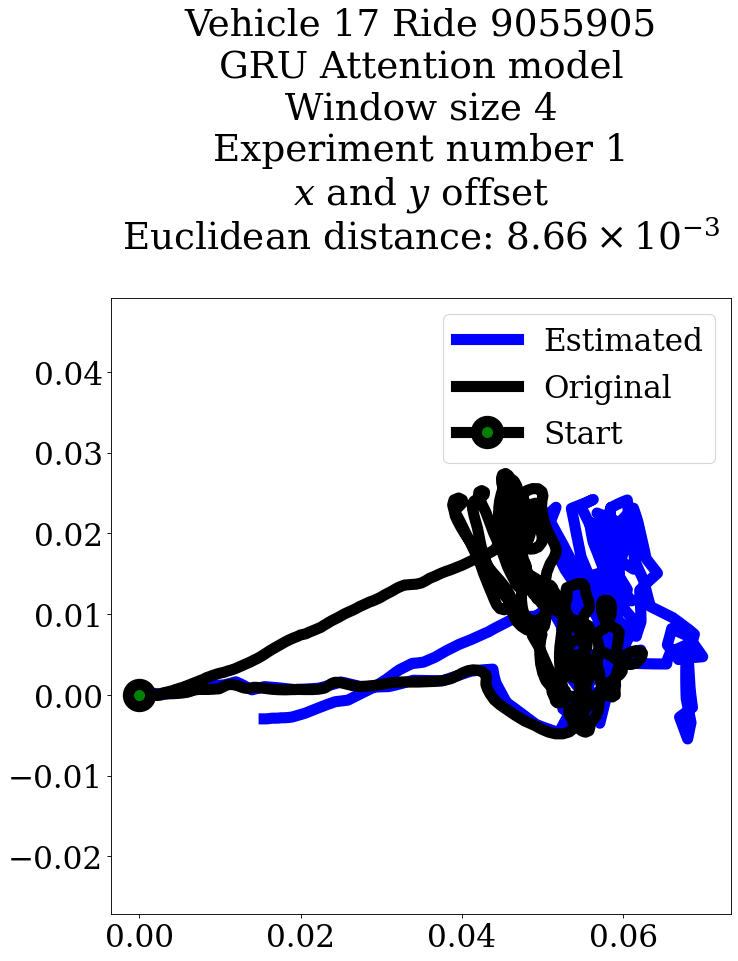 Vehicle 17 Ride 9055905
GRU Attention model
Window size 4
Experiment number 1
x and y offset
Euclidean distance: 8.66 × 10⁻³
Estimated
Original
Start
0.04
0.03
0.02
0.01
0.00
−0.01
−0.02
0.00 0.02 0.04 0.06